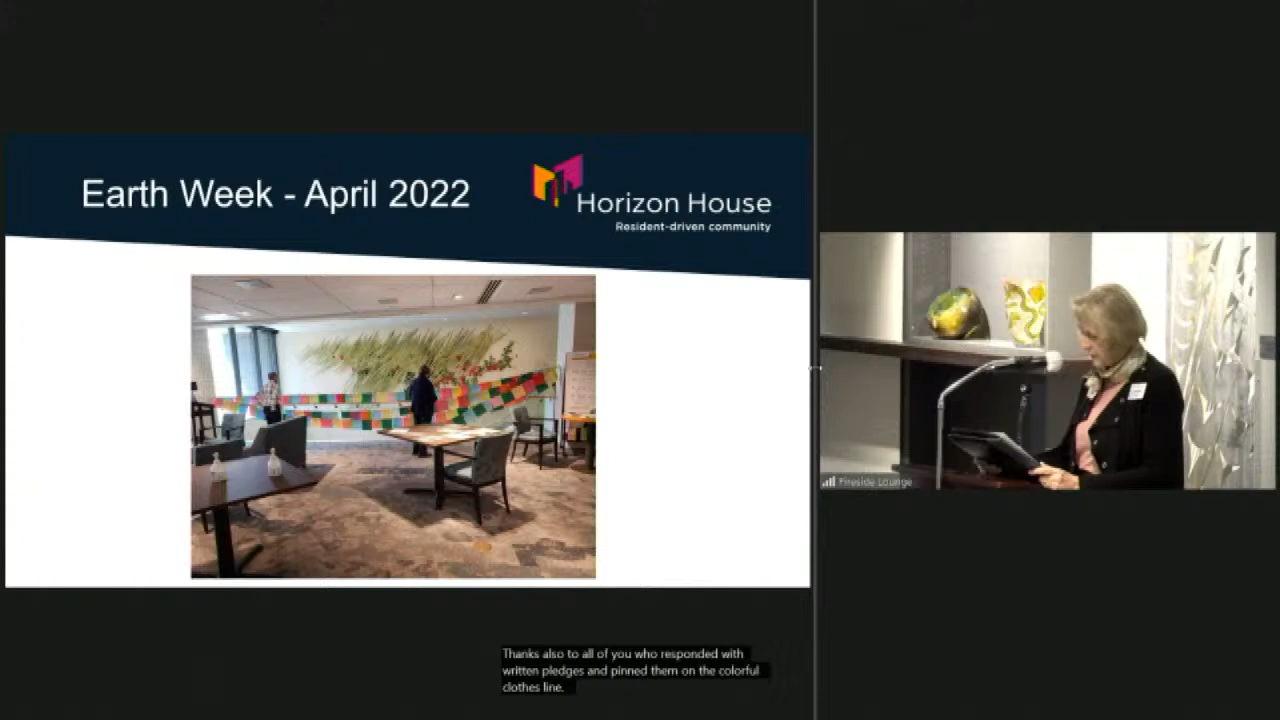 Earth Week - April 2022
Horizon House
Resident-driven community
Fireside Lounge
Thanks also to all of you who responded with
written pledges and pinned them on the colorful
clothes line.